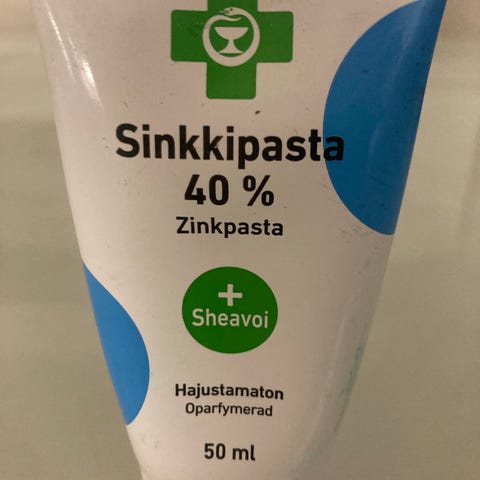 Sinkkipasta
40 %
Zinkpasta
+
Sheavoi
Hajustamaton
Oparfymerad
50 ml